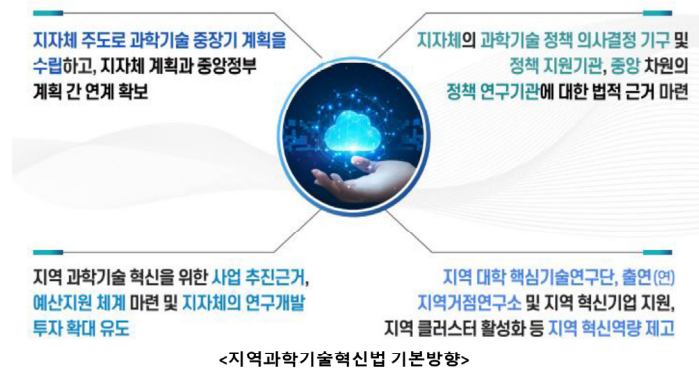 지자체 주도로 과학기술 중장기 계획을
수립하고, 지자체 계획과 중앙정부
계획 간 연계 확보
지자체의 과학기술 정책 의사결정 기구 및
정책 지원기관, 중앙 차원의
정책 연구기관에 대한 법적 근거 마련
지역 과학기술 혁신을 위한 사업 추진근거,
예산지원 체계 마련 및 지자체의 연구개발
투자 확대 유도
지역 대학 핵심기술연구단, 출연(연)
지역거점연구소 및 지역 혁신기업 지원,
지역 클러스터 활성화 등 지역 혁신역량 제고
<지역과학기술혁신법 기본방향>